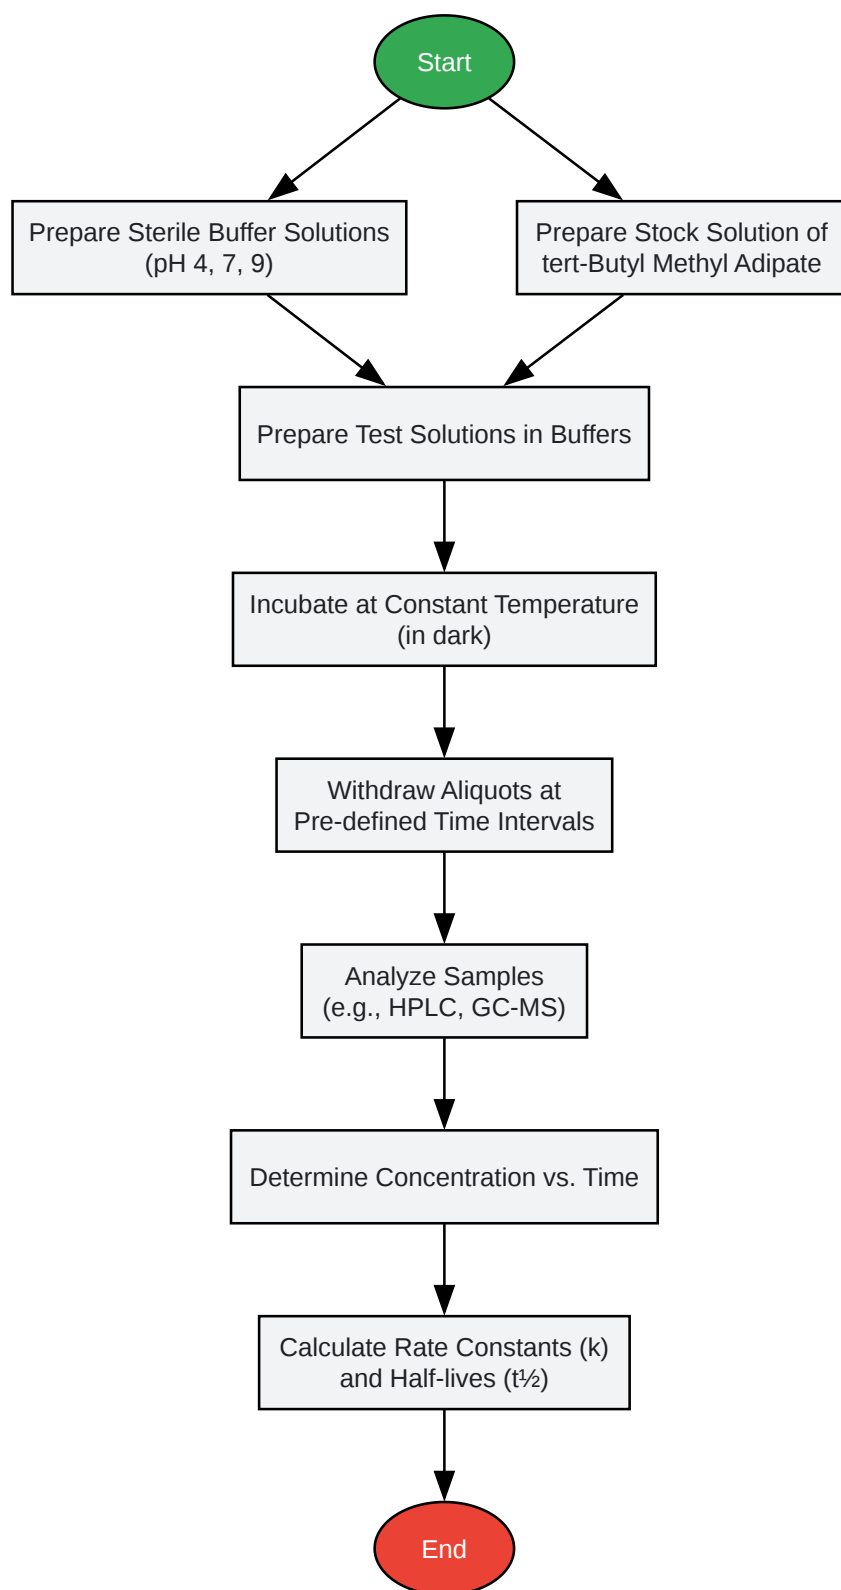 Start
Prepare Sterile Buffer Solutions
(pH 4, 7, 9)
Prepare Stock Solution of
tert-Butyl Methyl Adipate
Prepare Test Solutions in Buffers
Incubate at Constant Temperature
(in dark)
Withdraw Aliquots at
Pre-defined Time Intervals
Analyze Samples
(e.g., HPLC, GC-MS)
Determine Concentration vs. Time
Calculate Rate Constants (k)
and Half-lives (t½)
End